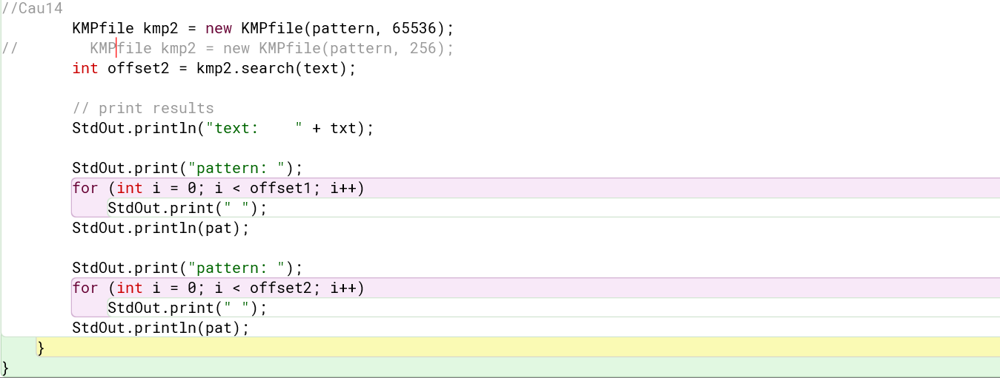 //Cau14
        KMPfile kmp2 = new KMPfile(pattern, 65536);
//        KMPfile kmp2 = new KMPfile(pattern, 256);
        int offset2 = kmp2.search(text);

        // print results
        StdOut.println("text:    " + txt);

        StdOut.print("pattern: ");
        for (int i = 0; i < offset1; i++)
            StdOut.print(" ");
        StdOut.println(pat);

        StdOut.print("pattern: ");
        for (int i = 0; i < offset2; i++)
            StdOut.print(" ");
        StdOut.println(pat);
    }
}